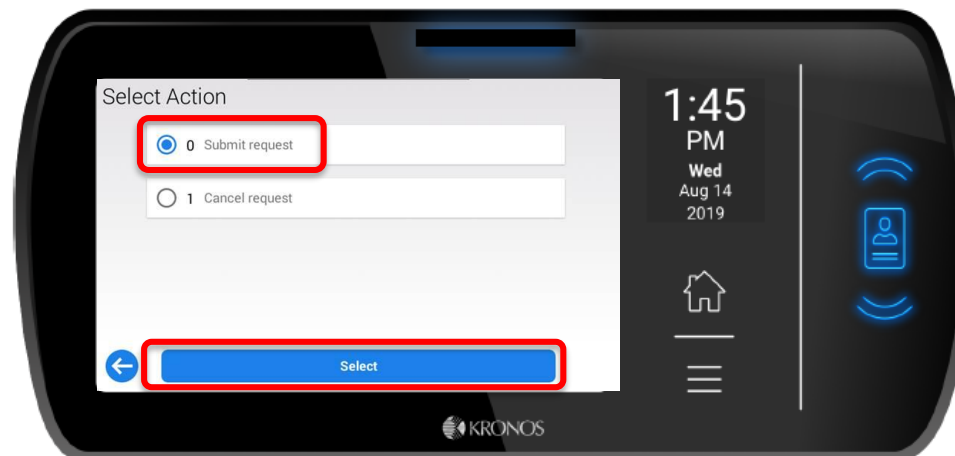 Select Action
0 Submit request
1 Cancel request
Select
1:45
PM
Wed
Aug 14
2019
KRONOS